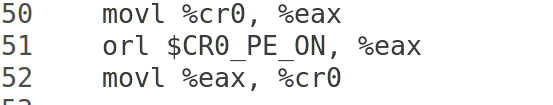 50 movl %cr0, %eax
51 orl $CR0_PE_ON, %eax
52 movl %eax, %cr0